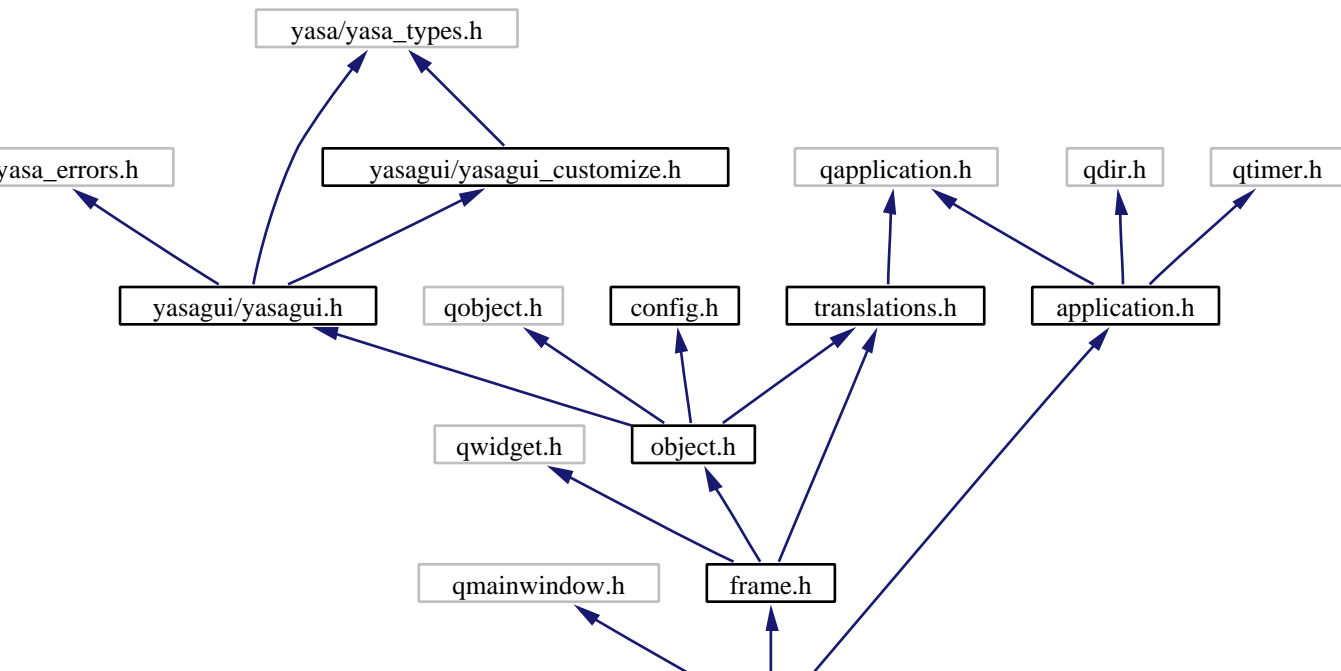 yasa/yasa_types.h
yasa_errors.h
yasagui/yasagui_customize.h
qapplication.h
qdir.h
qtimer.h
yasagui/yasagui.h
qobject.h
config.h
translations.h
application.h
qwidget.h
object.h
qmainwindow.h
frame.h